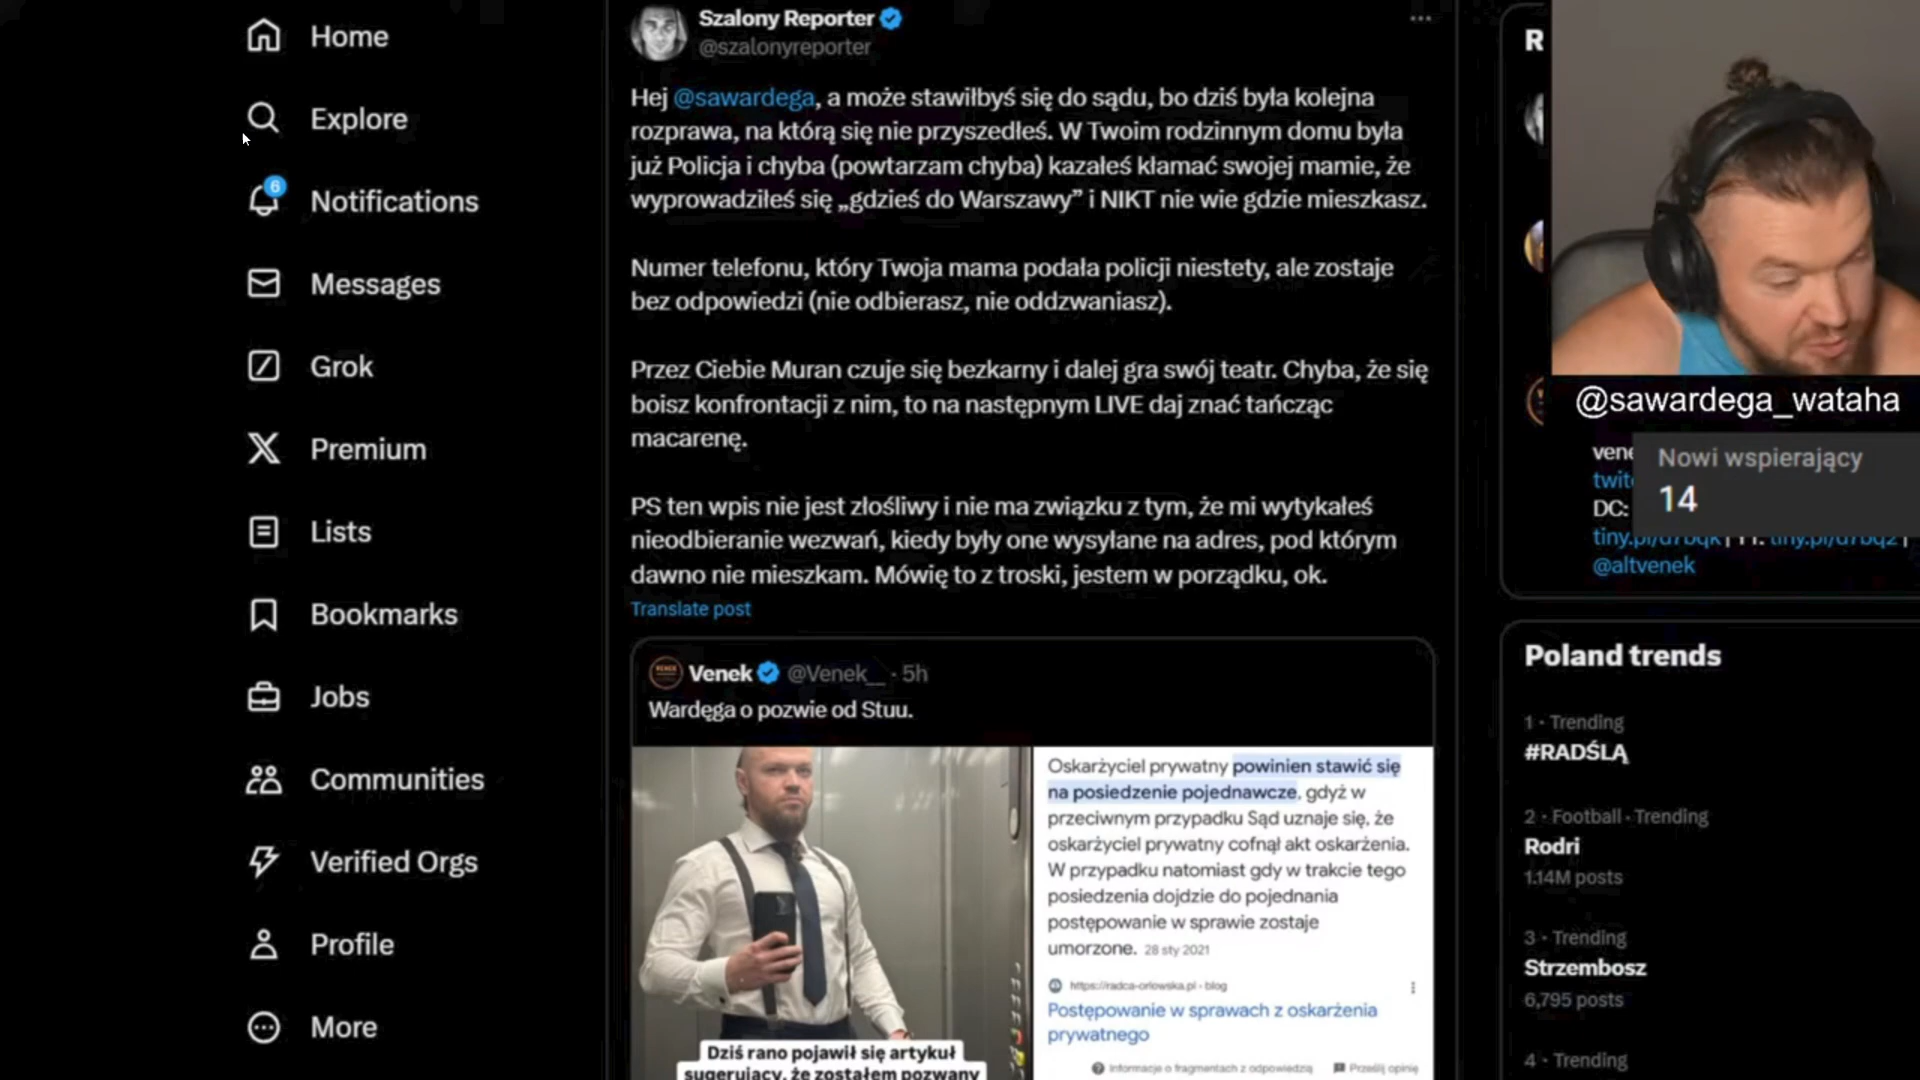 Home
Explore
6
Notifications
Messages
Grok
Premium
Lists
Bookmarks
Jobs
Communities
Verified Orgs
Profile
More
Szalony Reporter
@szalonyreporter
Hej @sawardega, a może stawiłbyś się do sądu, bo dziś była kolejna
rozprawa, na którą się nie przyszedłeś. W Twoim rodzinnym domu była
już Policja i chyba (powtarzam chyba) kazałeś kłamać swojej mamie, że
wyprowadziłeś się „gdzieś do Warszawy” i NIKT nie wie gdzie mieszkasz.
Numer telefonu, który Twoja mama podała policji niestety, ale zostaje
bez odpowiedzi (nie odbierasz, nie oddzwaniasz).
Przez Ciebie Muran czuje się bezkarny i dalej gra swój teatr. Chyba, że się
boisz konfrontacji z nim, to na następnym LIVE daj znać tańcząc
macarenę.
PS ten wpis nie jest złośliwy i nie ma związku z tym, że mi wytykałeś
nieodbieranie wezwań, kiedy były one wysyłane na adres, pod którym
dawno nie mieszkam. Mówię to z troski, jestem w porządku, ok.
Translate post
Venek @Venek__ · 5h
Wardęga o pozwie od Stuu.
Dziś rano pojawił się artykuł
sugerujący, że zostałem pozwany
Oskarżyciel prywatny powinien stawić się
na posiedzenie pojednawcze, gdyż w
przeciwnym przypadku Sąd uznaje się, że
oskarżyciel prywatny cofnął akt oskarżenia.
W przypadku natomiast gdy w trakcie tego
posiedzenia dojdzie do pojednania
postępowanie w sprawie zostaje
umorzone. 28 sty 2021
https://radca-orlowska.pl › blog
Postępowanie w sprawach z oskarżenia
prywatnego
Informacje o fragmentach z odpowiedzią
Prześlij opinię
R
@sawardega_wataha
Nowi wspierający
14
DC:
@altvenek
Poland trends
1 · Trending
#RADŚLĄ
2 · Football · Trending
Rodri
1.14M posts
3 · Trending
Strzembosz
6,795 posts
4 · Trending